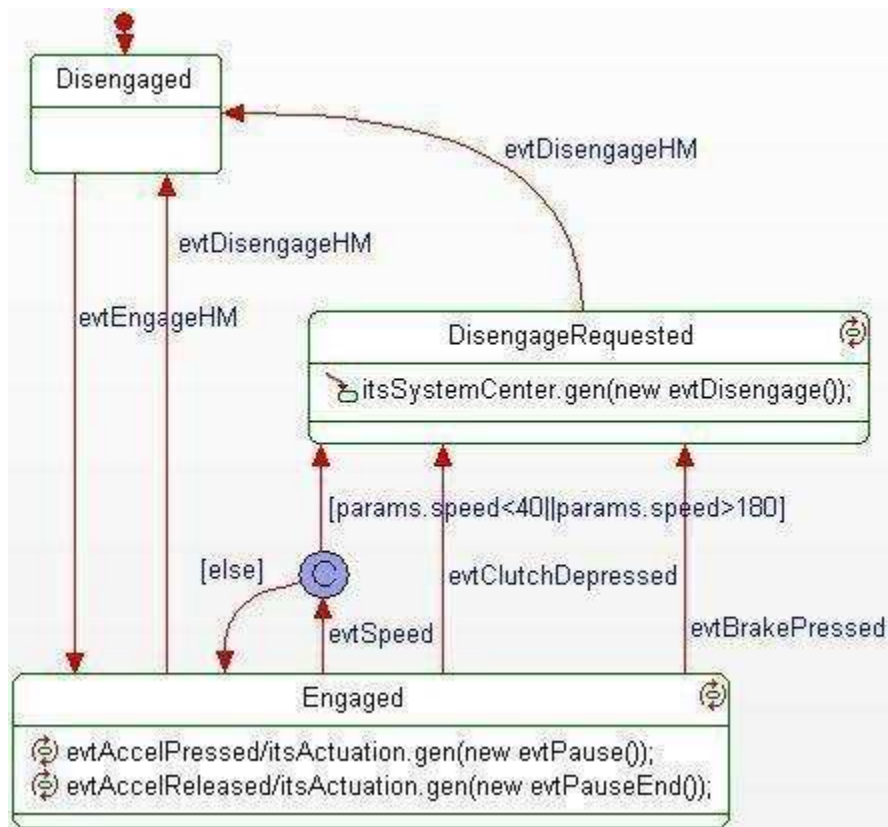 Disengaged
evtDisengageHM
evtDisengageHM
evtEngageHM
DisengageRequested
itsSystemCenter.gen(new evtDisengage());
[params.speed<40||params.speed>180]
[else]
C
evtClutchDepressed
evtSpeed
evtBrakePressed
Engaged
evtAccelPressed/itsActuation.gen(new evtPause());
evtAccelReleased/itsActuation.gen(new evtPauseEnd());